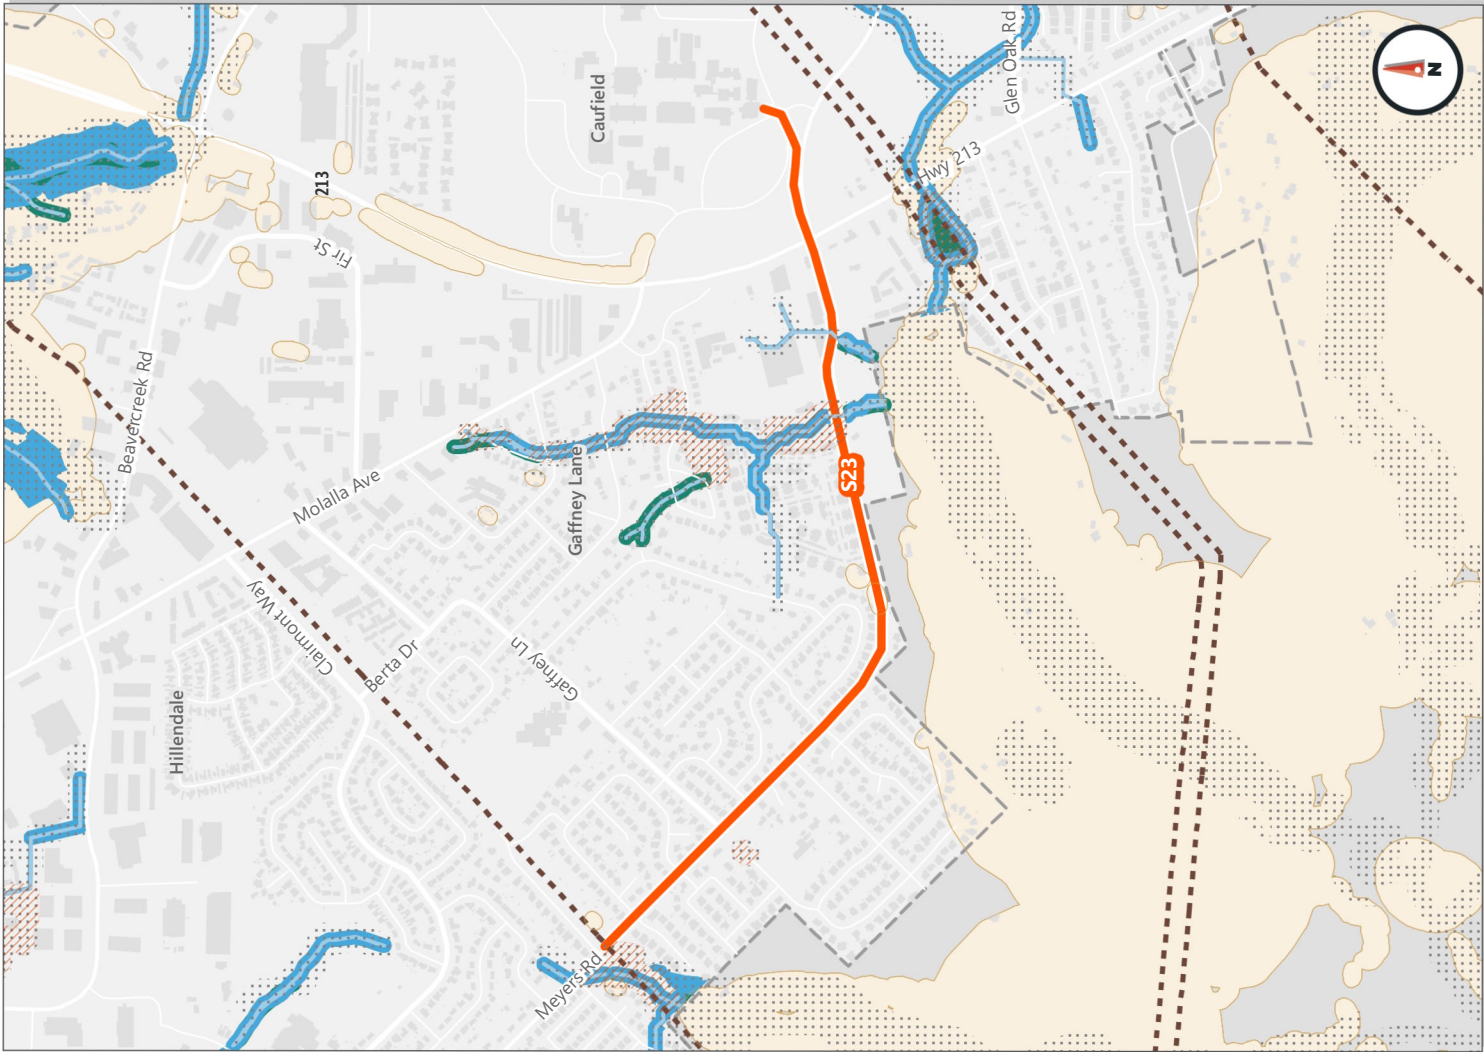 Glen Oak Rd
N
Caufield
Hwy 213
213
Fir St
Beavercreek Rd
Molalla Ave
Gaffney Lane
S23
Clairmont Way
Berta Dr
Gaffney Ln
Hillendale
Meyers Rd